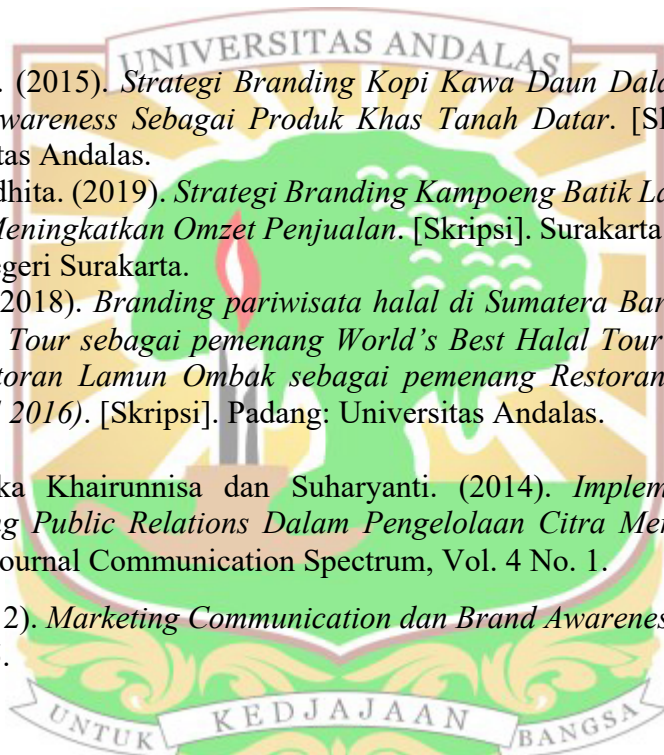 UNIVERSITAS ANDALAS
. (2015). Strategi Branding Kopi Kawa Daun Dala
wareness Sebagai Produk Khas Tanah Datar. [Sk
tas Andalas.
dhita. (2019). Strategi Branding Kampoeng Batik La
Meningkatkan Omzet Penjualan. [Skripsi]. Surakarta
egeri Surakarta.
2018). Branding pariwisata halal di Sumatera Bar
Tour sebagai pemenang World's Best Halal Tour
toran Lamun Ombak sebagai pemenang Restoran
2016). [Skripsi]. Padang: Universitas Andalas.
ka Khairunnisa dan Suharyanti. (2014). Implem
ng Public Relations Dalam Pengelolaan Citra Mer
ournal Communication Spectrum, Vol. 4 No. 1.
2). Marketing Communication dan Brand Awarenes
.
UNTUK KEDJAJAAN BANGSA